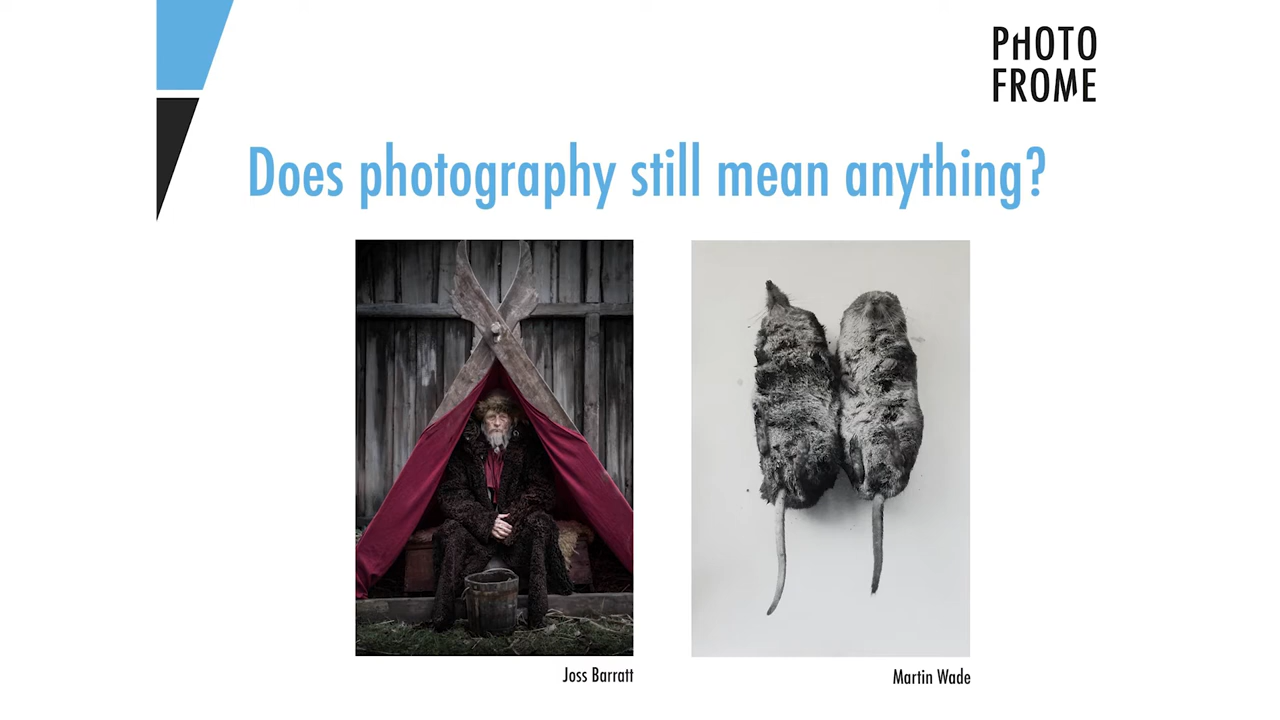 PHOTO
FROME
Does photography still mean anything?
Joss Barratt
Martin Wade